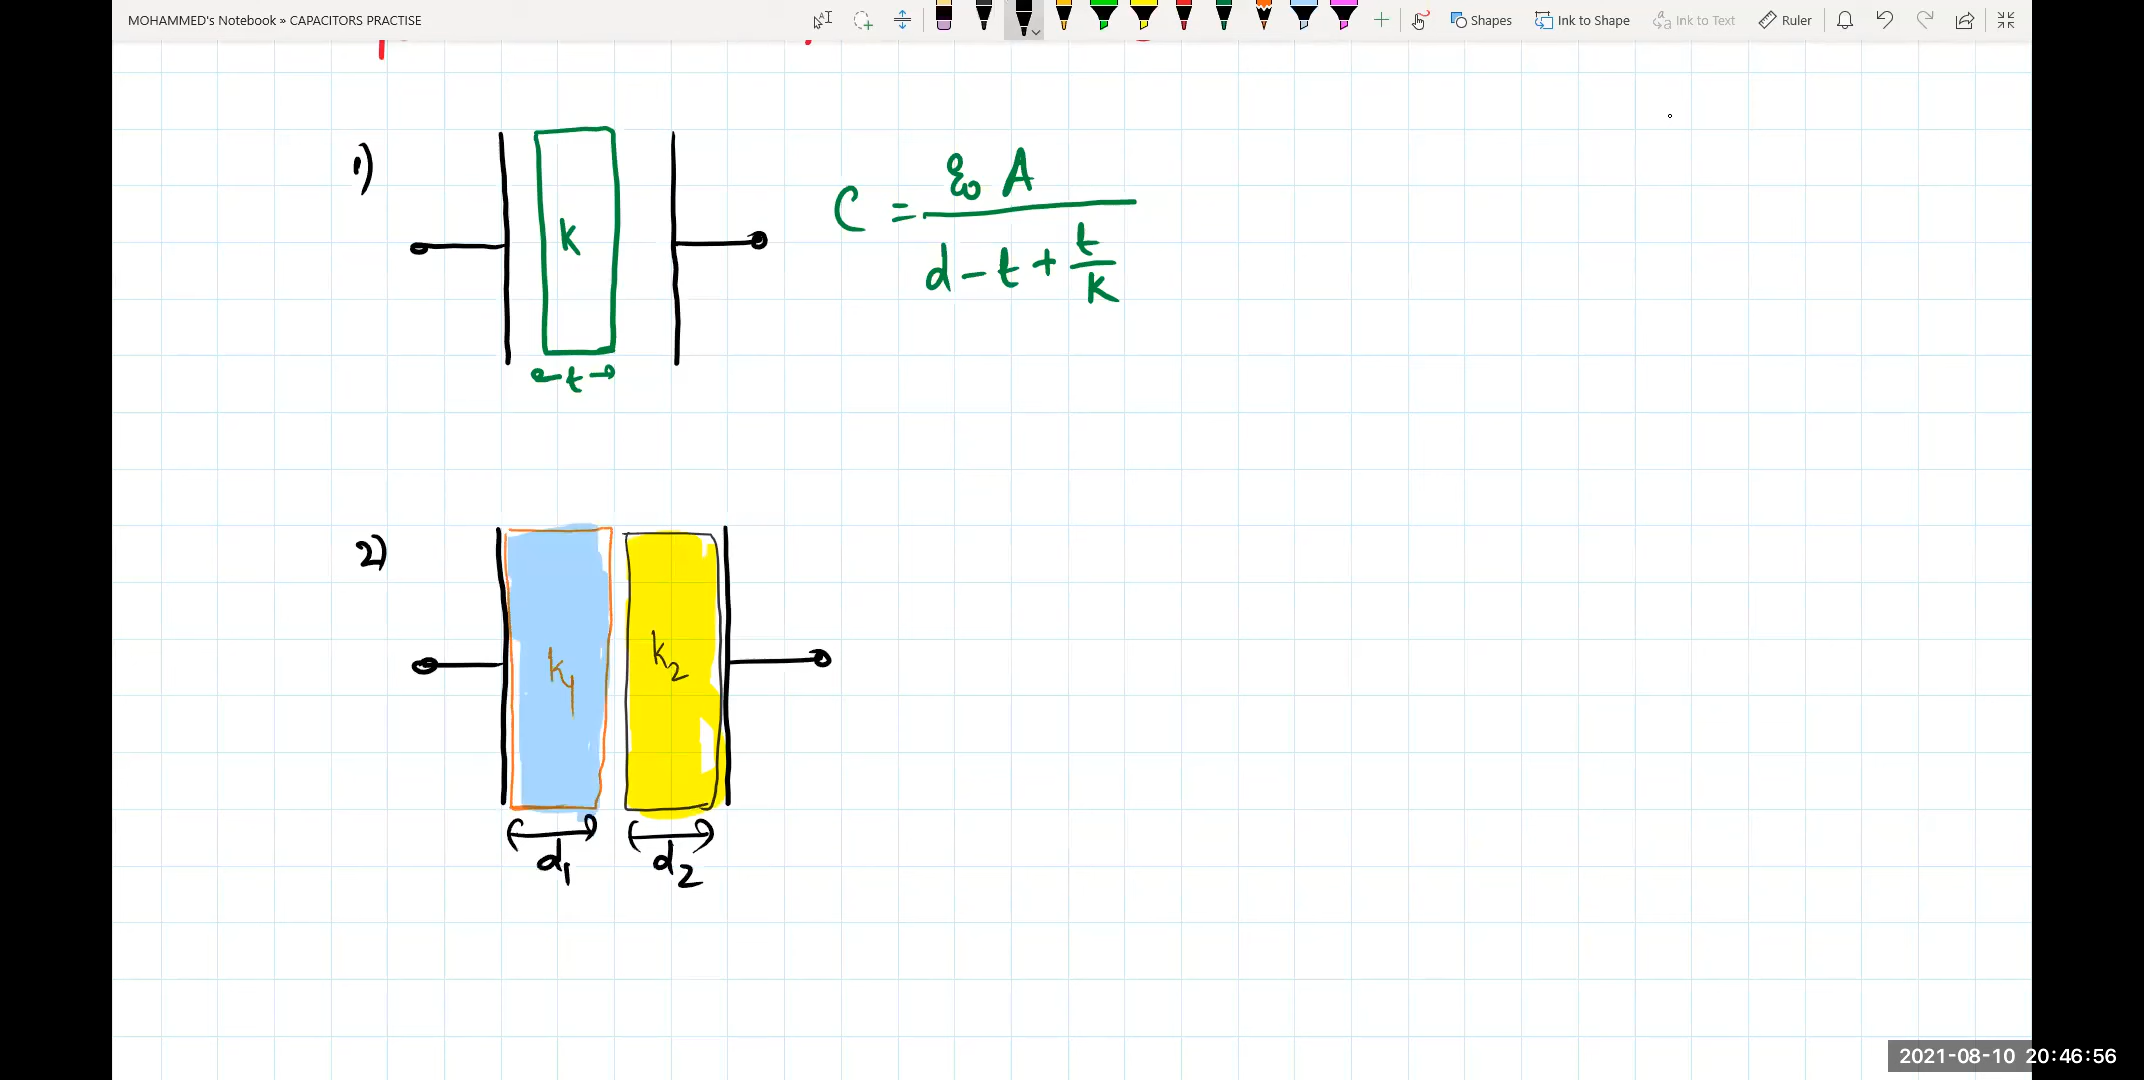 MOHAMMED's Notebook » CAPACITORS PRACTISE
Shapes
Ink to Shape
Ink to Text
Ruler
1)
k
t
C = ε₀ A / d - t + t/k
2)
k₁
k₂
d₁
d₂
2021-08-10 20:46:56